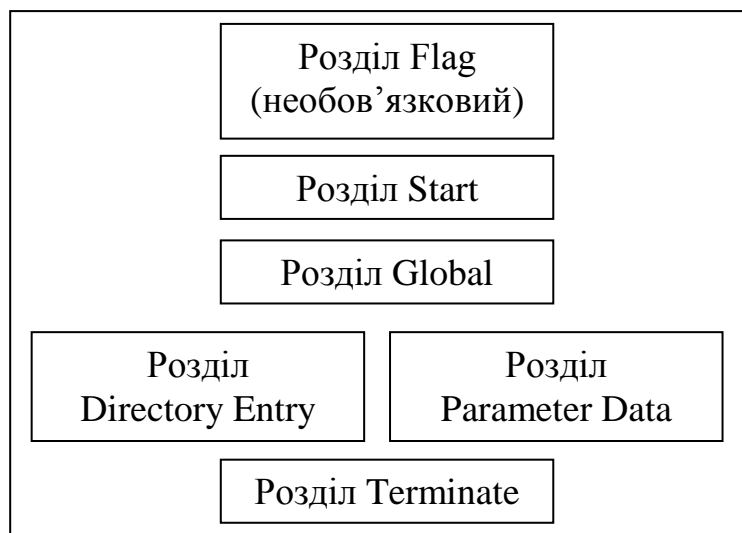 Розділ Flag
(необов’язковий)
Розділ Start
Розділ Global
Розділ
Directory Entry
Розділ
Parameter Data
Розділ Terminate